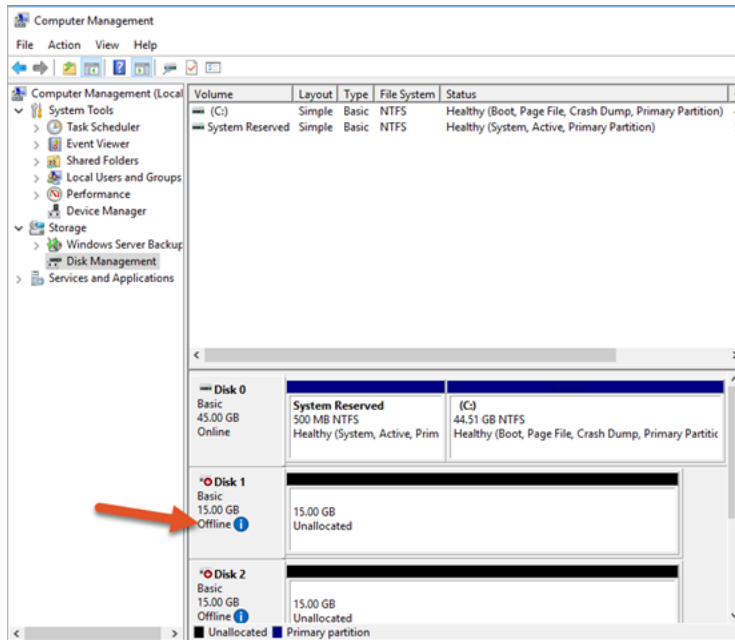 Computer Management
File Action View Help
Computer Management (Local
System Tools
Task Scheduler
Event Viewer
Shared Folders
Local Users and Groups
Performance
Device Manager
Storage
Windows Server Backup
Disk Management
Services and Applications
Volume Layout Type File System Status
(C:) Simple Basic NTFS Healthy (Boot, Page File, Crash Dump, Primary Partition)
System Reserved Simple Basic NTFS Healthy (System, Active, Primary Partition)
Disk 0
Basic
45.00 GB
Online
System Reserved
500 MB NTFS
Healthy (System, Active, Prim
(C:)
44.51 GB NTFS
Healthy (Boot, Page File, Crash Dump, Primary Partitic
Disk 1
Basic
15.00 GB
Offline
15.00 GB
Unallocated
Disk 2
Basic
15.00 GB
Offline
15.00 GB
Unallocated
Unallocated Primary partition